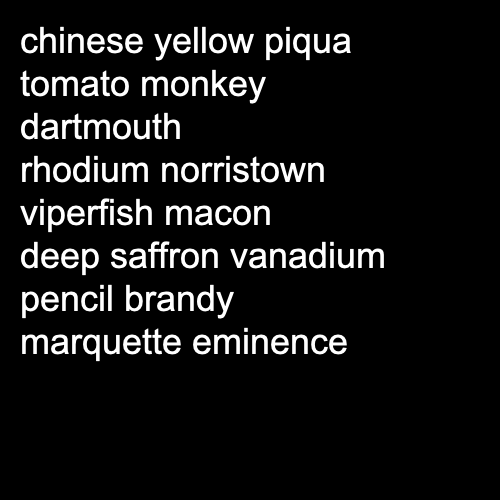 chinese yellow piqua
tomato monkey
dartmouth
rhodium norristown
viperfish macon
deep saffron vanadium
pencil brandy
marquette eminence